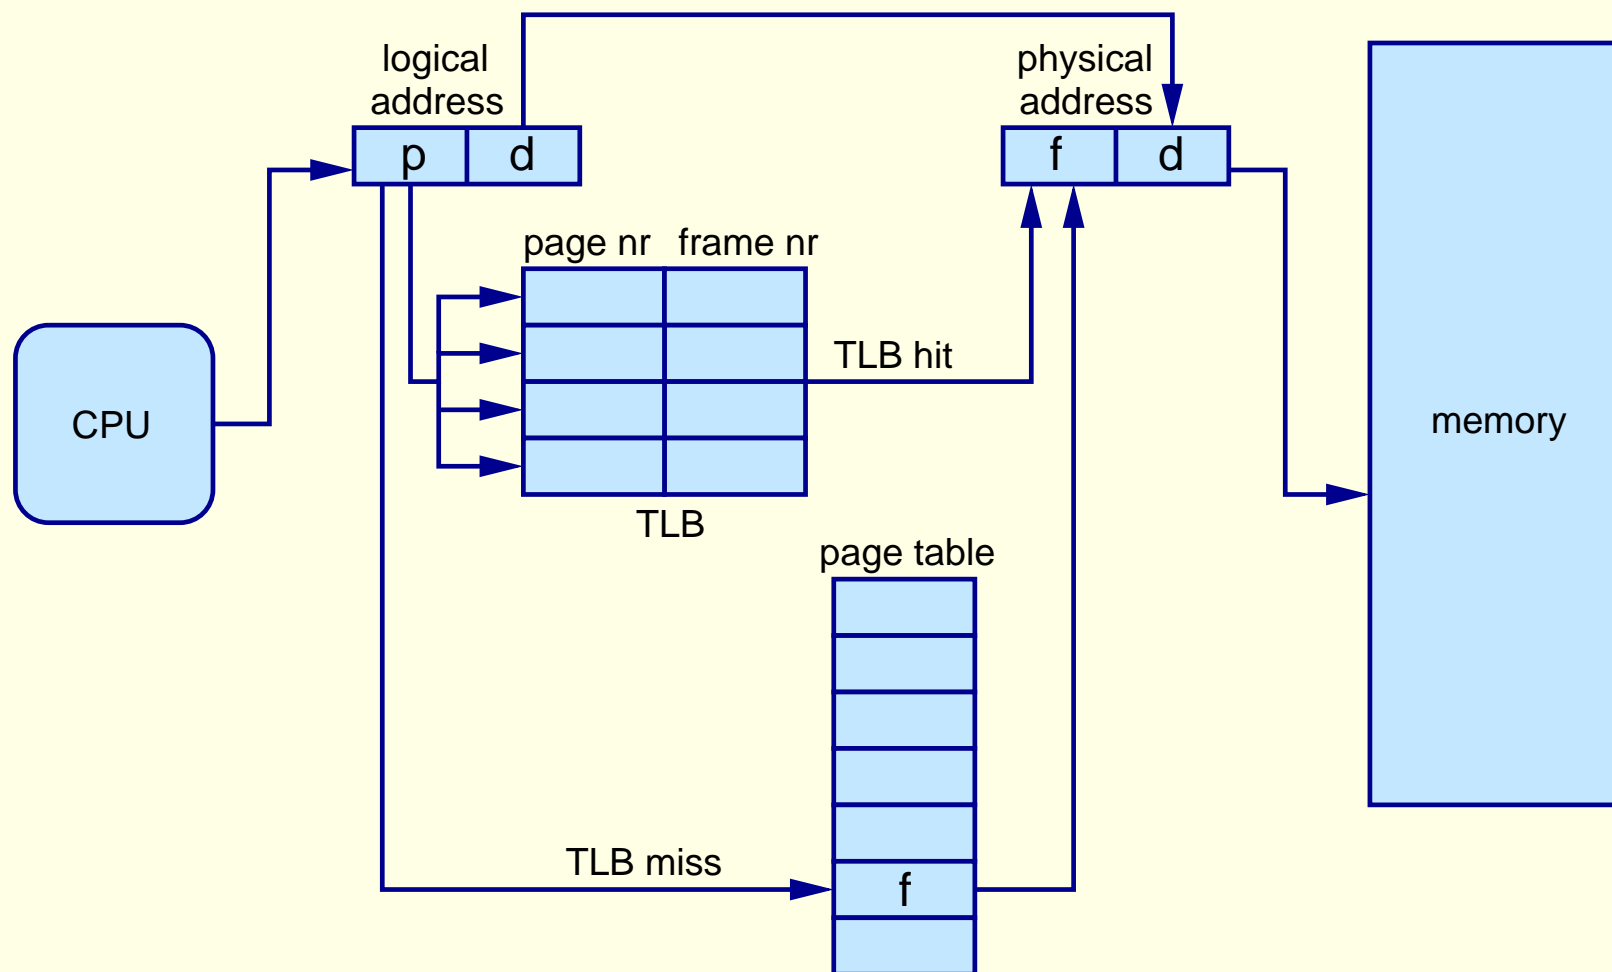 logical
address
physical
address
p
d
f
d
page nr
frame nr
TLB hit
CPU
memory
TLB
page table
TLB miss
f